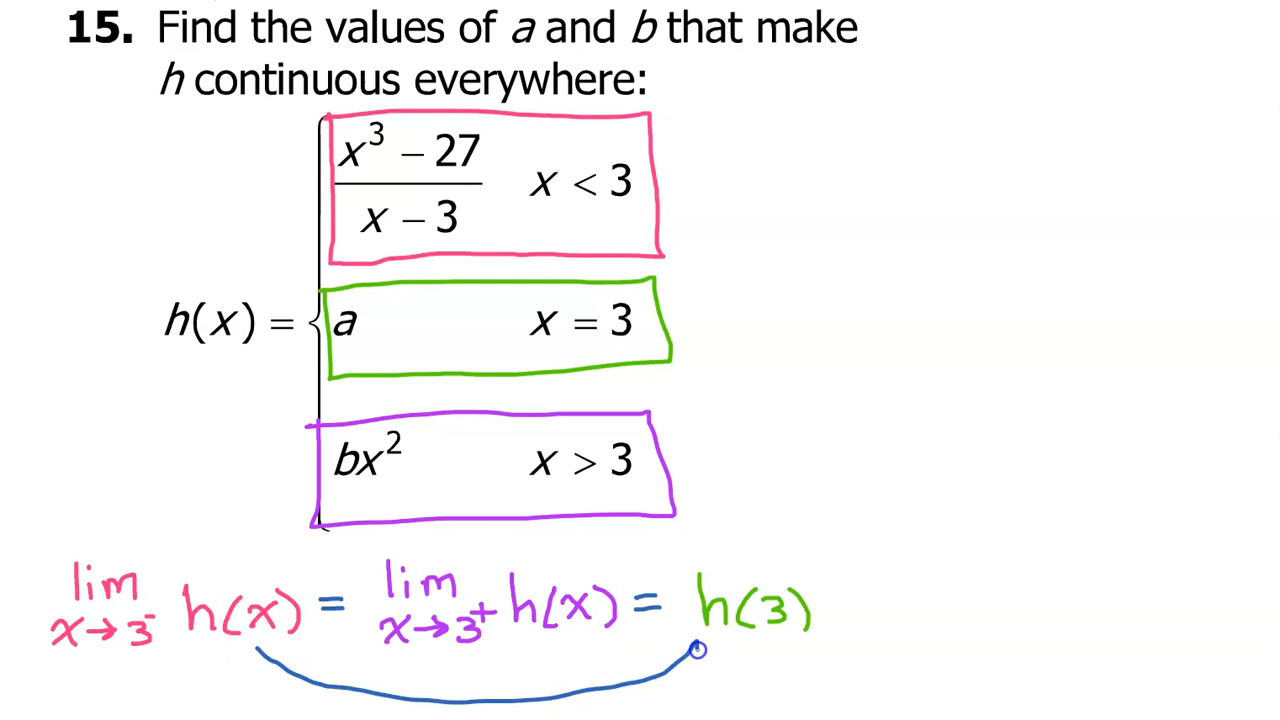 15. Find the values of a and b that make
h continuous everywhere:
x³ − 27
x − 3
x < 3
h(x) =
a x = 3
bx² x > 3
lim x→3⁻ h(x) = lim x→3⁺ h(x) = h(3)